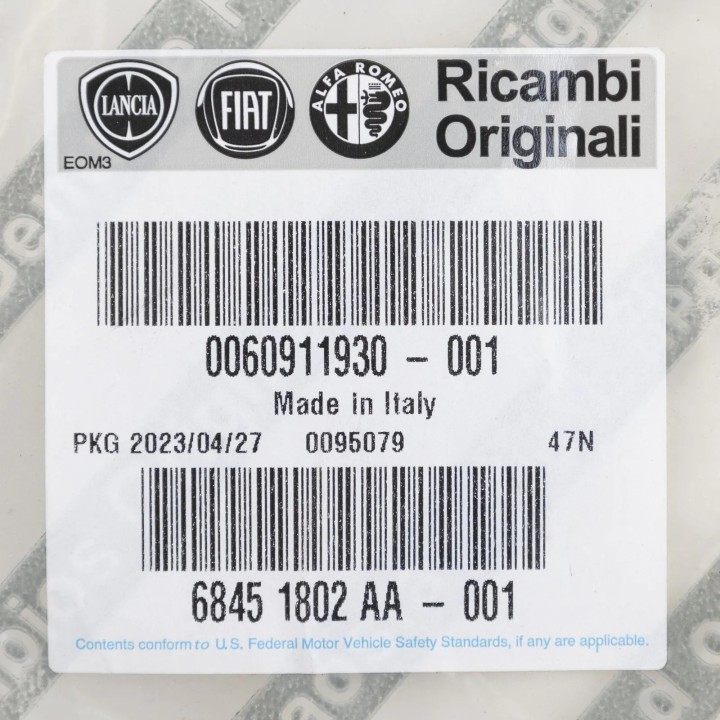 LANCIA
FIAT
ALFA ROMEO
Ricambi
Originali
EOM3
0060911930 - 001
Made in Italy
PKG 2023/04/27 0095079 47N
6845 1802 AA - 001
Contents conform to U.S. Federal Motor Vehicle Safety Standards, if any are applicable.